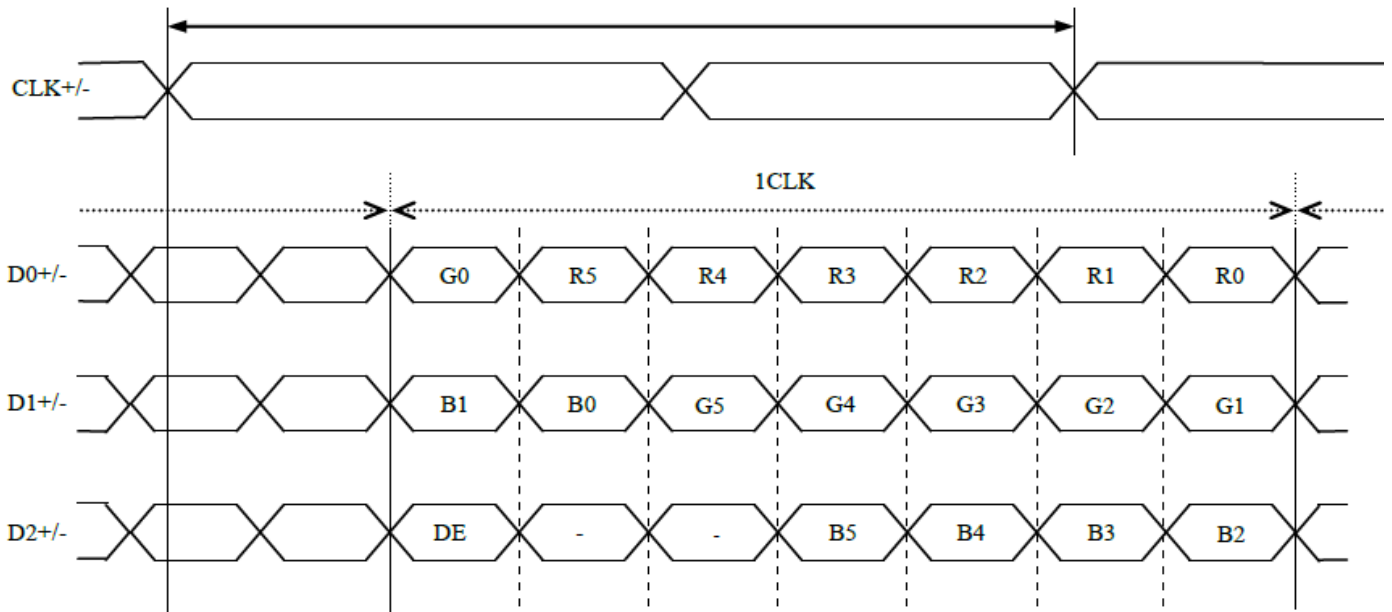 CLK+/-
1CLK
D0+/- G0 R5 R4 R3 R2 R1 R0
D1+/- B1 B0 G5 G4 G3 G2 G1
D2+/- DE - - B5 B4 B3 B2